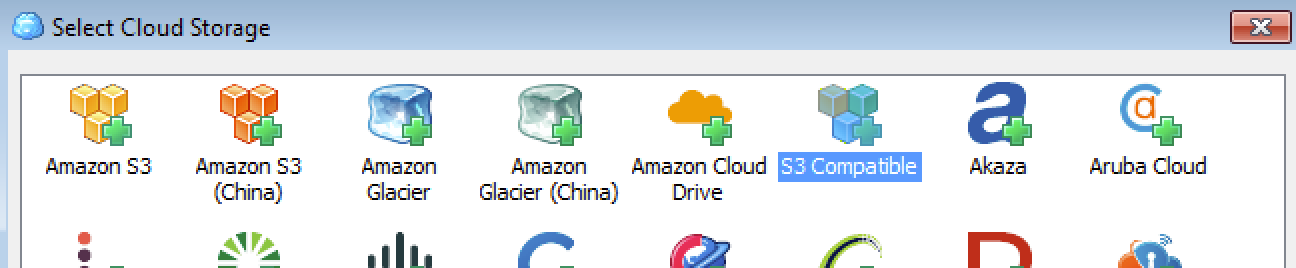 Select Cloud Storage
Amazon S3
Amazon S3
(China)
Amazon
Glacier
Amazon
Glacier (China)
Amazon Cloud
Drive
S3 Compatible
Akaza
Aruba Cloud